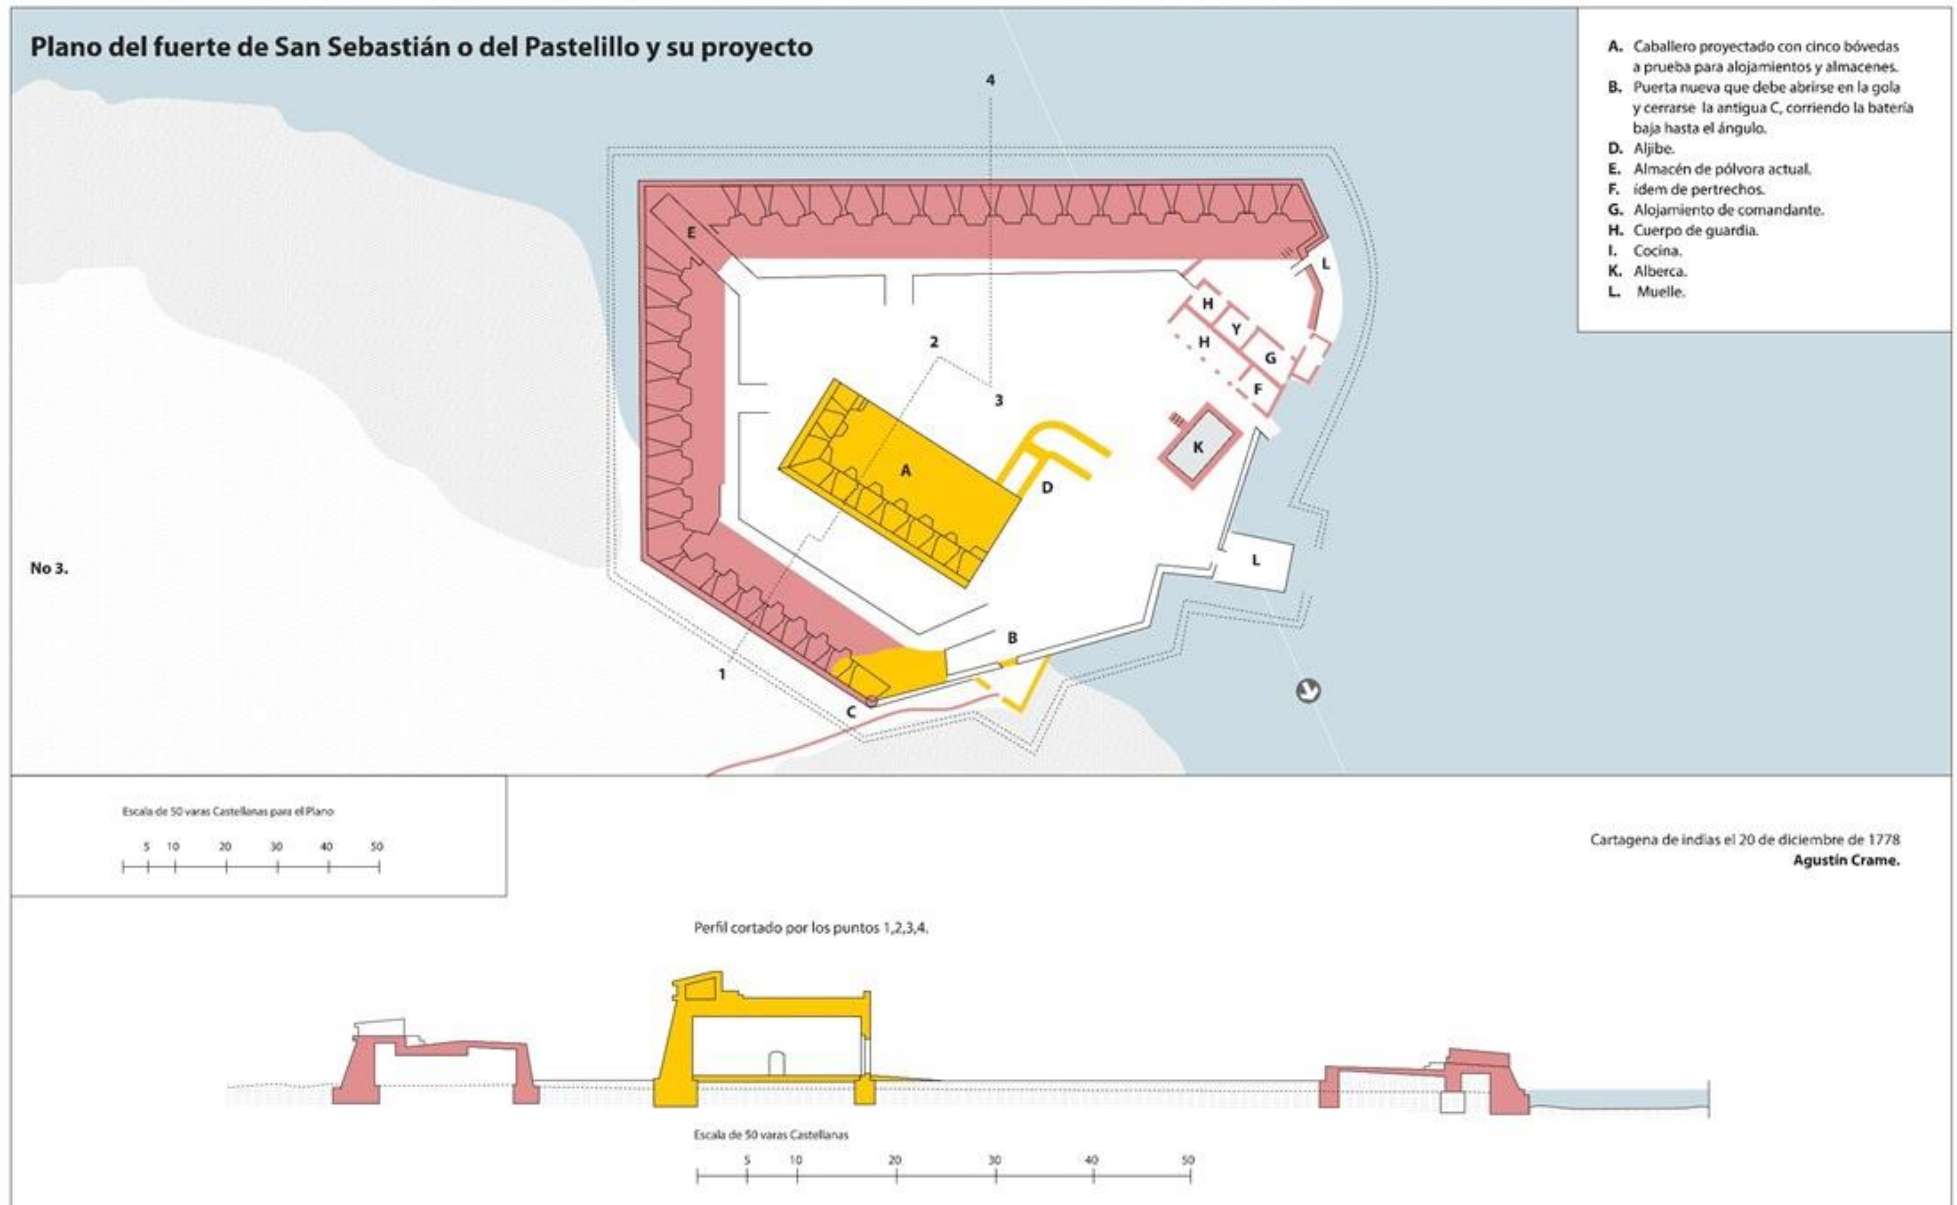 Plano del fuerte de San Sebastián o del Pastelillo y su proyecto
A. Caballero proyectado con cinco bóvedas
a prueba para alojamientos y almacenes.
B. Puerta nueva que debe abrirse en la gola
y cerrarse la antigua C, corriendo la batería
baja hasta el ángulo.
D. Aljibe.
E. Almacén de pólvora actual.
F. ídem de pertrechos.
G. Alojamiento de comandante.
H. Cuerpo de guardia.
I. Cocina.
K. Alberca.
L. Muelle.
4
E
L
H
Y
H
G
F
2
3
A
K
D
L
B
1
C
No 3.
Escala de 50 varas Castellanas para el Plano
5 10 20 30 40 50
Cartagena de indias el 20 de diciembre de 1778
Agustín Crame.
Perfil cortado por los puntos 1,2,3,4.
Escala de 50 varas Castellanas
5 10 20 30 40 50